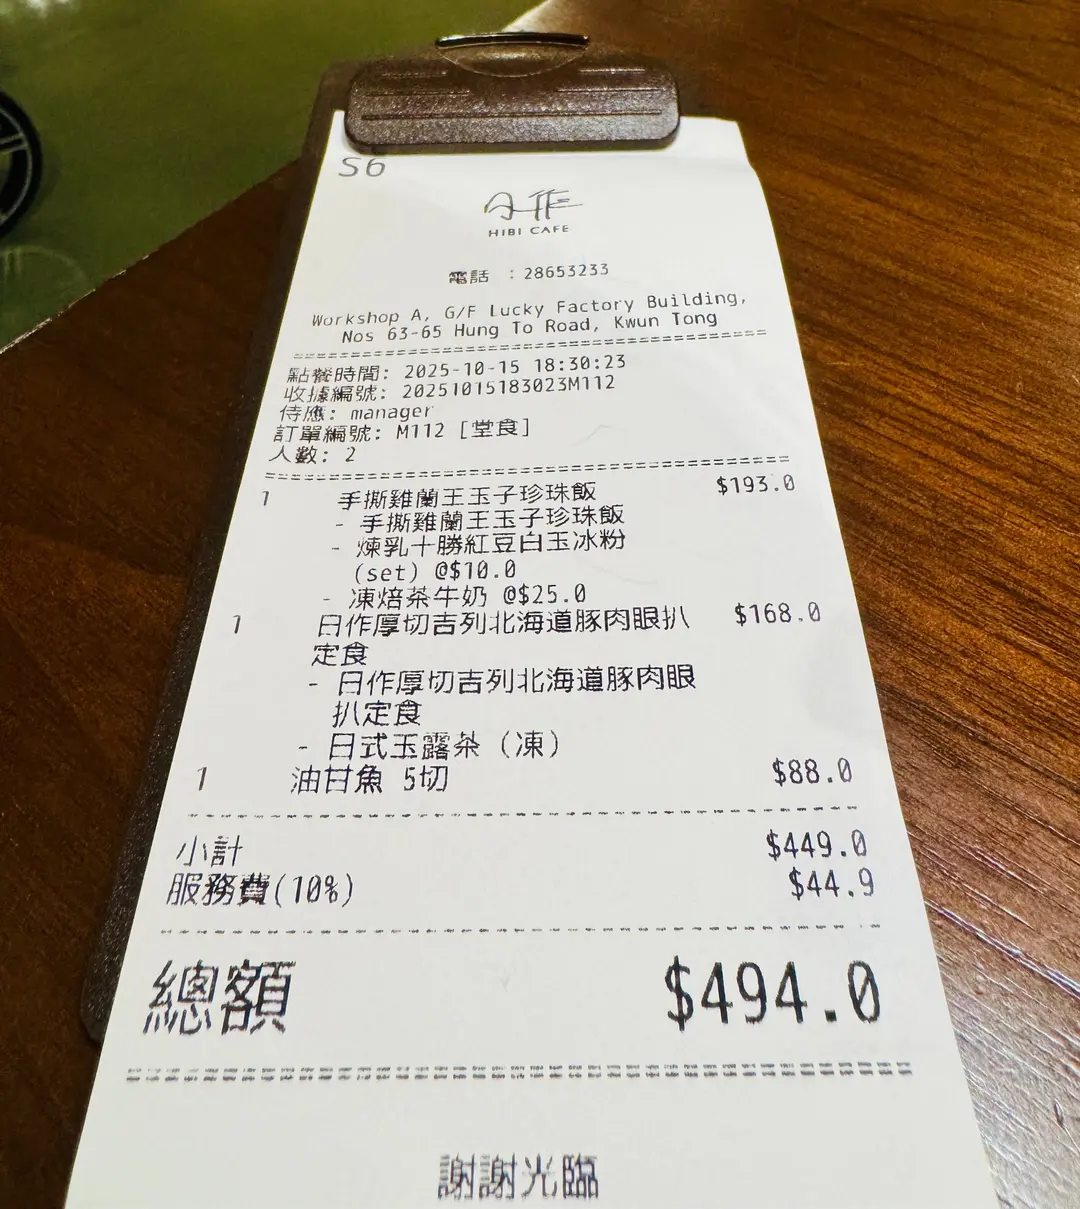 S6
日作
HIBI CAFE
電話 :28653233
Workshop A, G/F Lucky Factory Building,
Nos 63-65 Hung To Road, Kwun Tong
點餐時間: 2025-10-15 18:30:23
收據編號: 20251015183023M112
侍應: manager
訂單編號: M112 [堂食]
人數: 2
1 手撕雞蘭王玉子珍珠飯 $193.0
- 手撕雞蘭王玉子珍珠飯
- 煉乳十勝紅豆白玉冰粉
(set) @$10.0
- 凍焙茶牛奶 @$25.0
1 日作厚切吉列北海道豚肉眼扒 $168.0
定食
- 日作厚切吉列北海道豚肉眼
扒定食
- 日式玉露茶 (凍)
1 油甘魚 5切 $88.0
小計 $449.0
服務費(10%) $44.9
總額 $494.0
謝謝光臨